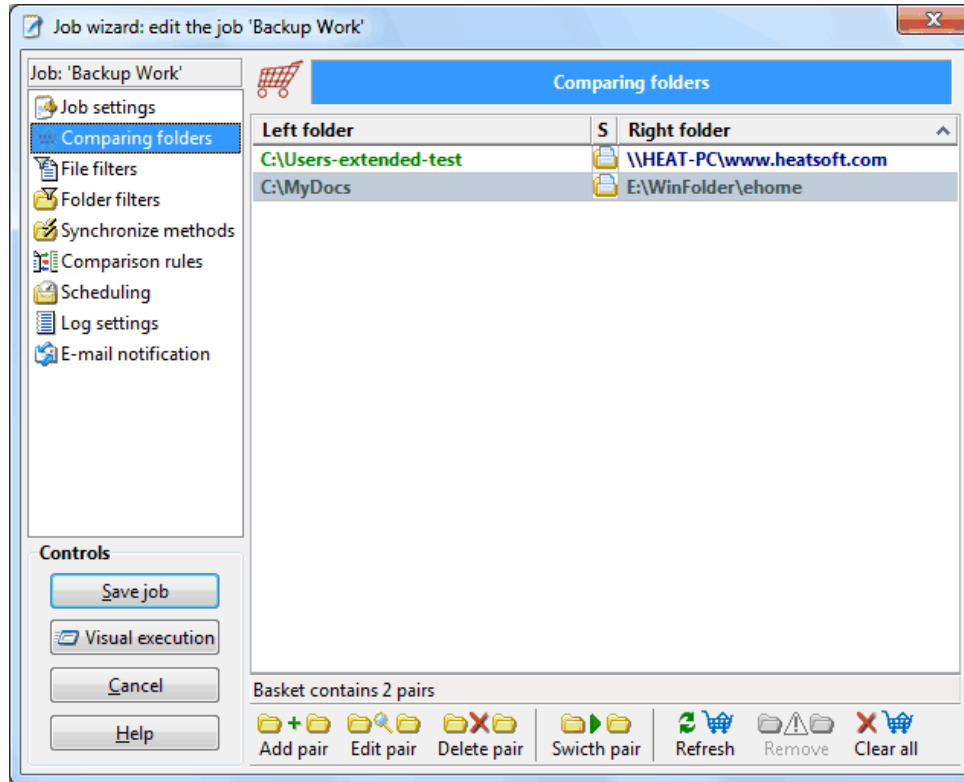 Job wizard: edit the job 'Backup Work'
Job: 'Backup Work'
Job settings
Comparing folders
File filters
Folder filters
Synchronize methods
Comparison rules
Scheduling
Log settings
E-mail notification
Controls
Save job
Visual execution
Cancel
Help
Comparing folders
Left folder S Right folder
C:\Users-extended-test \\HEAT-PC\www.heatsoft.com
C:\MyDocs E:\WinFolder\ehome
Basket contains 2 pairs
Add pair Edit pair Delete pair Swicth pair Refresh Remove Clear all